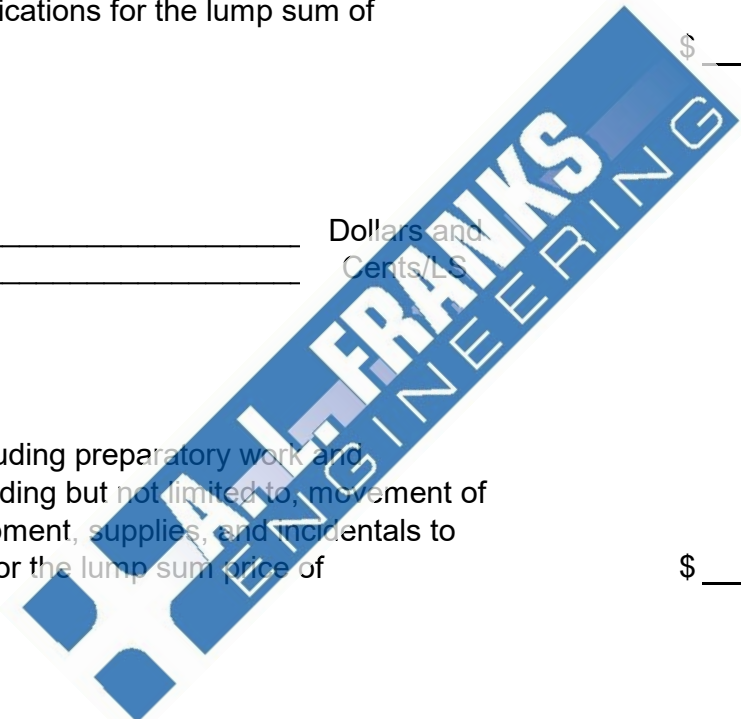 ications for the lump sum of
$
Dollars and
Cents/LS
A.J. FRANKS
ENGINEERING
uding preparatory work and
ding but not limited to, movement of
pment, supplies, and incidentals to
or the lump sum price of
$